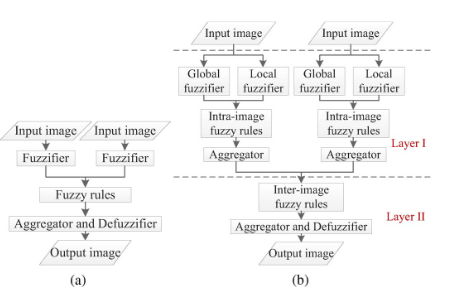 Input image Input image
Global fuzzifier Local fuzzifier Global fuzzifier Local fuzzifier
Intra-image fuzzy rules Intra-image fuzzy rules
Layer I
Aggregator Aggregator
Input image Input image
Fuzzifier Fuzzifier
Fuzzy rules
Inter-image fuzzy rules
Layer II
Aggregator and Defuzzifier Aggregator and Defuzzifier
Output image Output image
(a) (b)